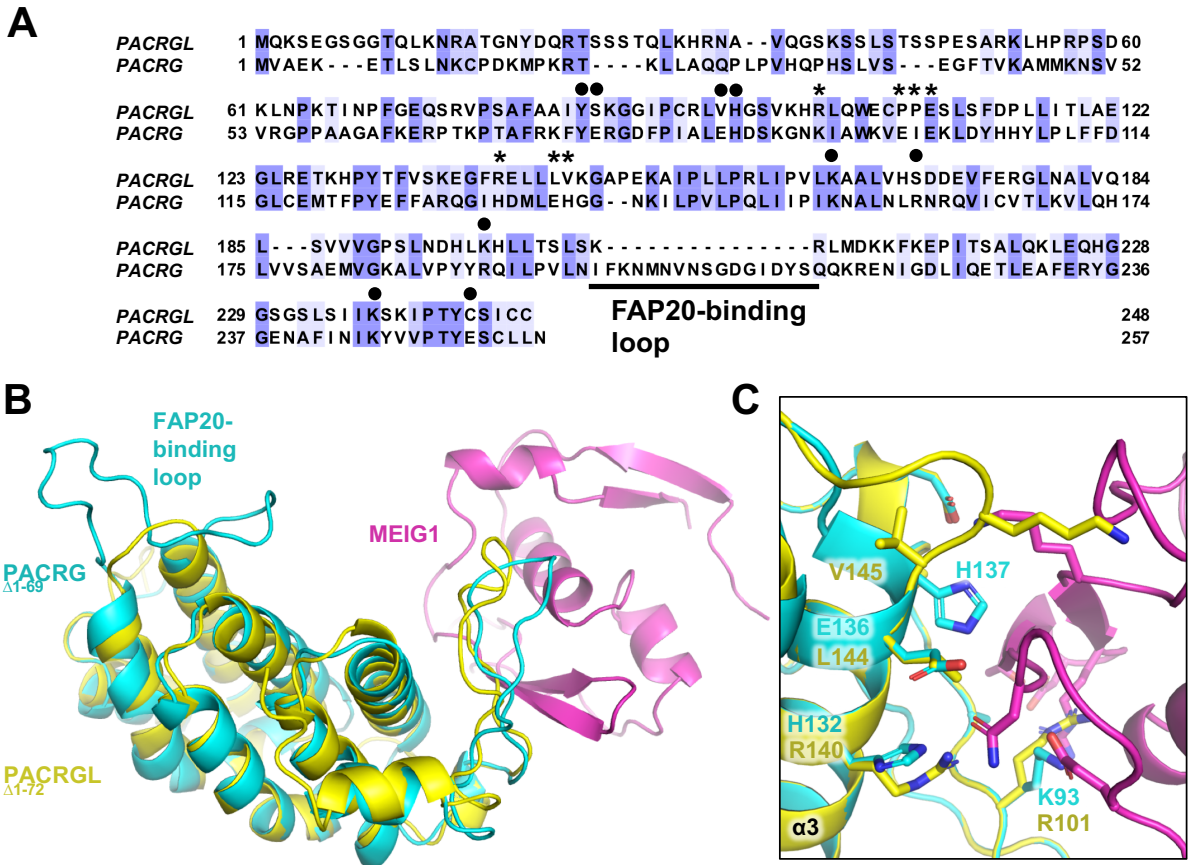 A
PACRGL 1 MQKSEGSGGTQLKNRATGNYDQRTSSSTQLKHRNA--VQGSKSSLSTSSPESARKLHPRPSD 60
PACRG 1 MVAEK---ETLSLNKCPDKMPKRT----KLLAQQPLPVHQPHSLVS---EGFTVKAMMKNSV 52
●● ●● * ***
PACRGL 61 KLNPKTINPFGEQSRVPSAFAAIYSKGGIPCRLVHGSVKHRLQWECPPESLSFDPLLITLAE 122
PACRG 53 VRGPPAAGAFKERPTKPTAFRKFYERGDFPIALEHDSKGNKIAWKVEIEKLDYHHYLPLFFD 114
* ** ● ●
PACRGL 123 GLRETKHPYTFVSKEGFRELLLVKGAPEKAIPLLPRLIPVLKAALVHSDDEVFERGLNALVQ 184
PACRG 115 GLCEMTFPYEFFARQGIHDMLEHGG--NKILPVLPQLIIPIKNALNLRNRQVICVTLKVLQH 174
●
PACRGL 185 L---SVVVGPSLNDHLKHLLTSLSK---------------RLMDKKFKEPITSALQKLEQHG 228
PACRG 175 LVVSAEMVGKALVPYYRQILPVLNIFKNMNVNSGDGIDYSQQKRENIGDLIQETLEAFERYG 236
● ●
PACRGL 229 GSGSLSIIKSKIPTYCSICC 248
PACRG 237 GENAFINIKYVVPTYESCLLN 257
FAP20-binding
loop
B
FAP20-
binding
loop
MEIG1
PACRG
Δ1-69
PACRGL
Δ1-72
C
V145
H137
E136
L144
H132
R140
K93
R101
α3